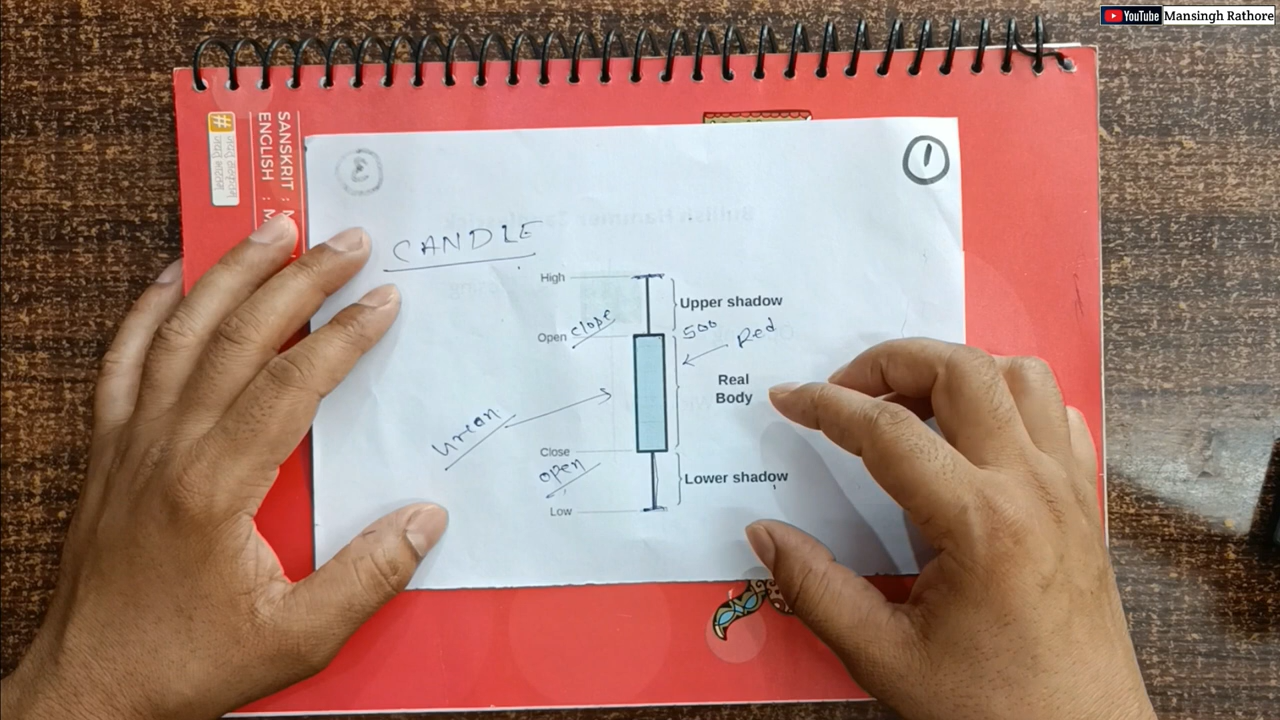 YouTube Mansingh Rathore
SANSKRIT :
ENGLISH : M
#
3
1
CANDLE
High
Upper shadow
Open close
500
Red
Real
Body
Green
Close
open
Lower shadow
Low